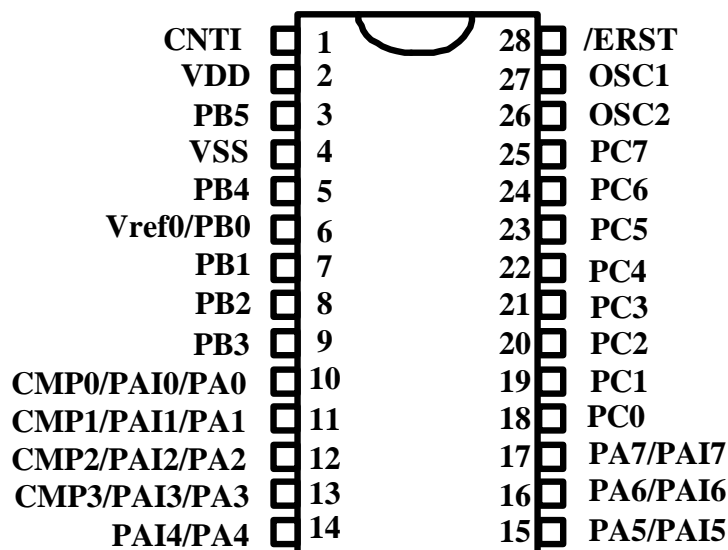 CNTI 1 28 /ERST
VDD 2 27 OSC1
PB5 3 26 OSC2
VSS 4 25 PC7
PB4 5 24 PC6
Vref0/PB0 6 23 PC5
PB1 7 22 PC4
PB2 8 21 PC3
PB3 9 20 PC2
CMP0/PAI0/PA0 10 19 PC1
CMP1/PAI1/PA1 11 18 PC0
CMP2/PAI2/PA2 12 17 PA7/PAI7
CMP3/PAI3/PA3 13 16 PA6/PAI6
PAI4/PA4 14 15 PA5/PAI5